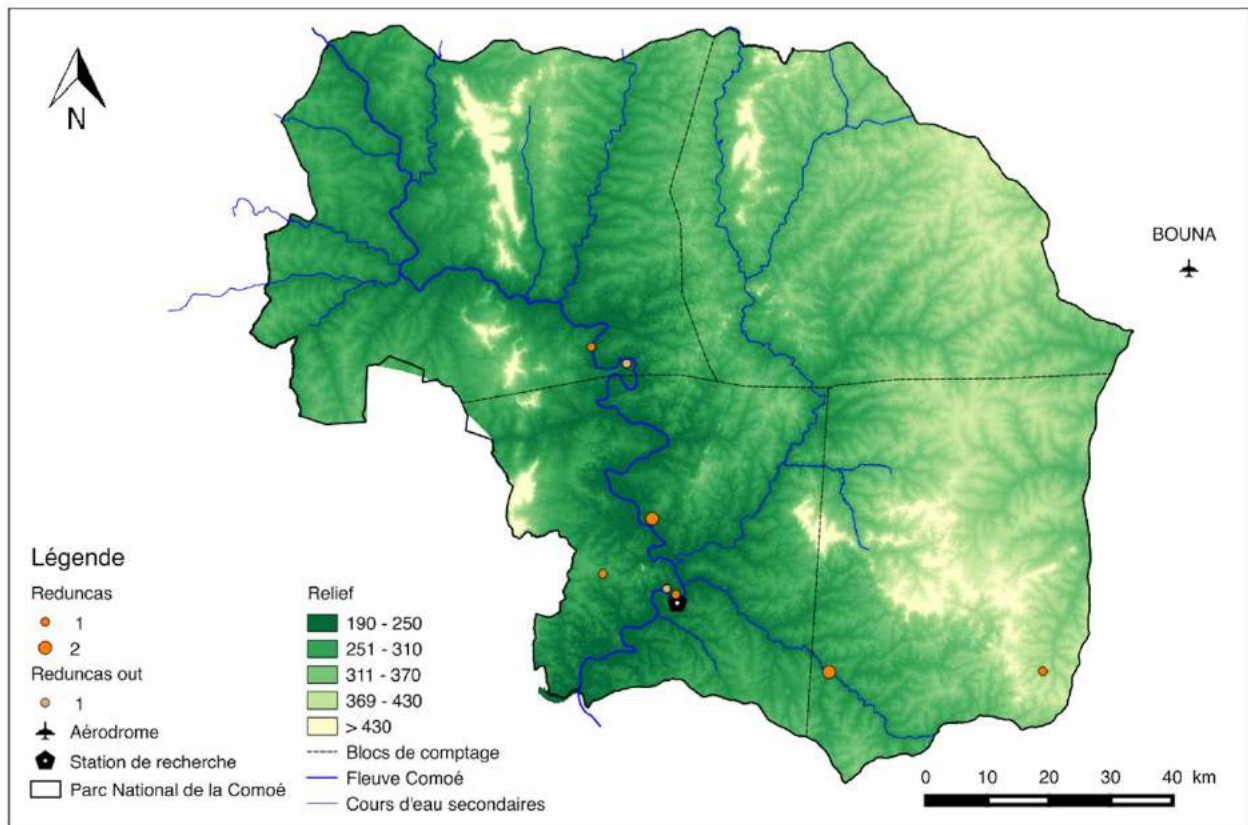 N
BOUNA
Légende
Reduncas
1
2
Reduncas out
1
Aérodrome
Station de recherche
Parc National de la Comoé
Relief
190 - 250
251 - 310
311 - 370
369 - 430
> 430
Blocs de comptage
Fleuve Comoé
Cours d'eau secondaires
0 10 20 30 40 km